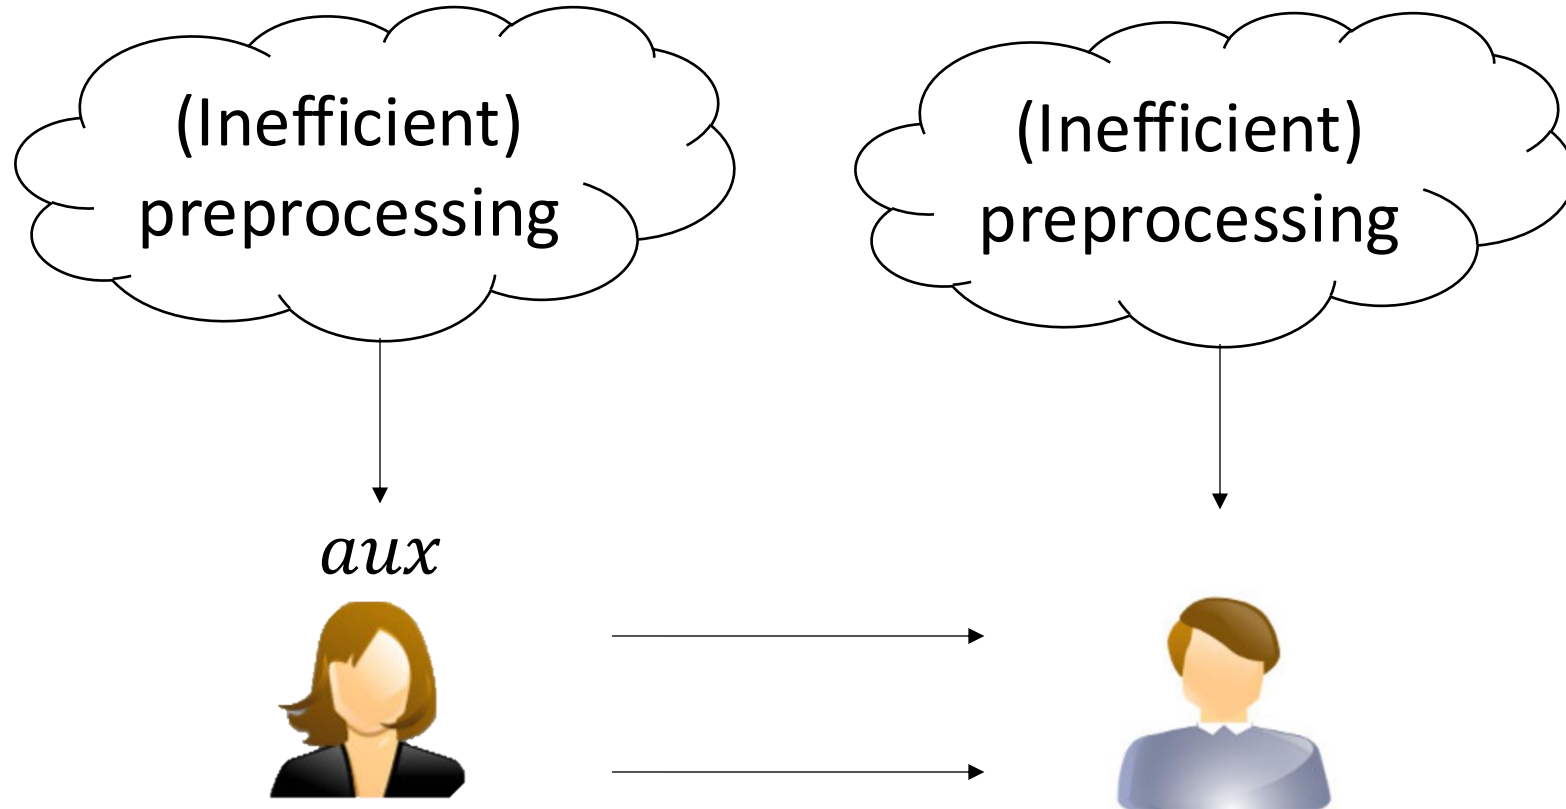 (Inefficient)
preprocessing
(Inefficient)
preprocessing
aux